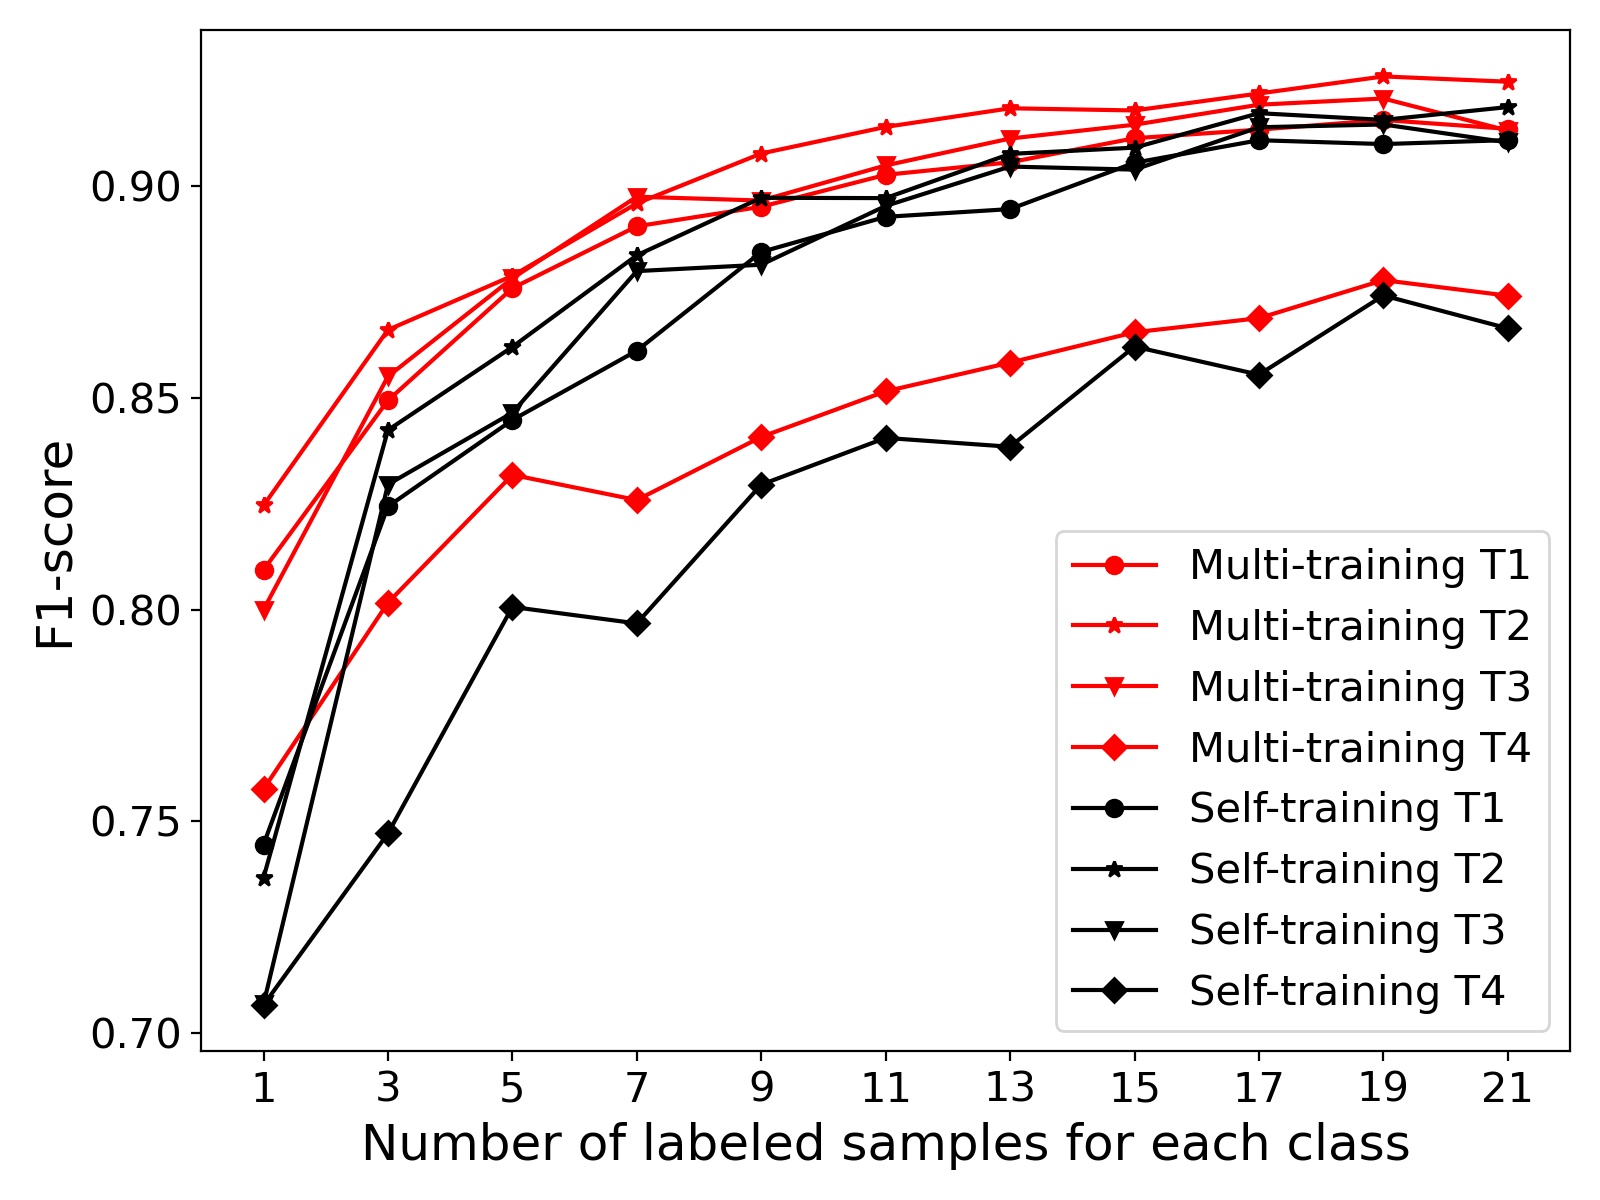 F1-score
0.90
0.85
0.80
0.75
0.70
Multi-training T1
Multi-training T2
Multi-training T3
Multi-training T4
Self-training T1
Self-training T2
Self-training T3
Self-training T4
1 3 5 7 9 11 13 15 17 19 21
Number of labeled samples for each class